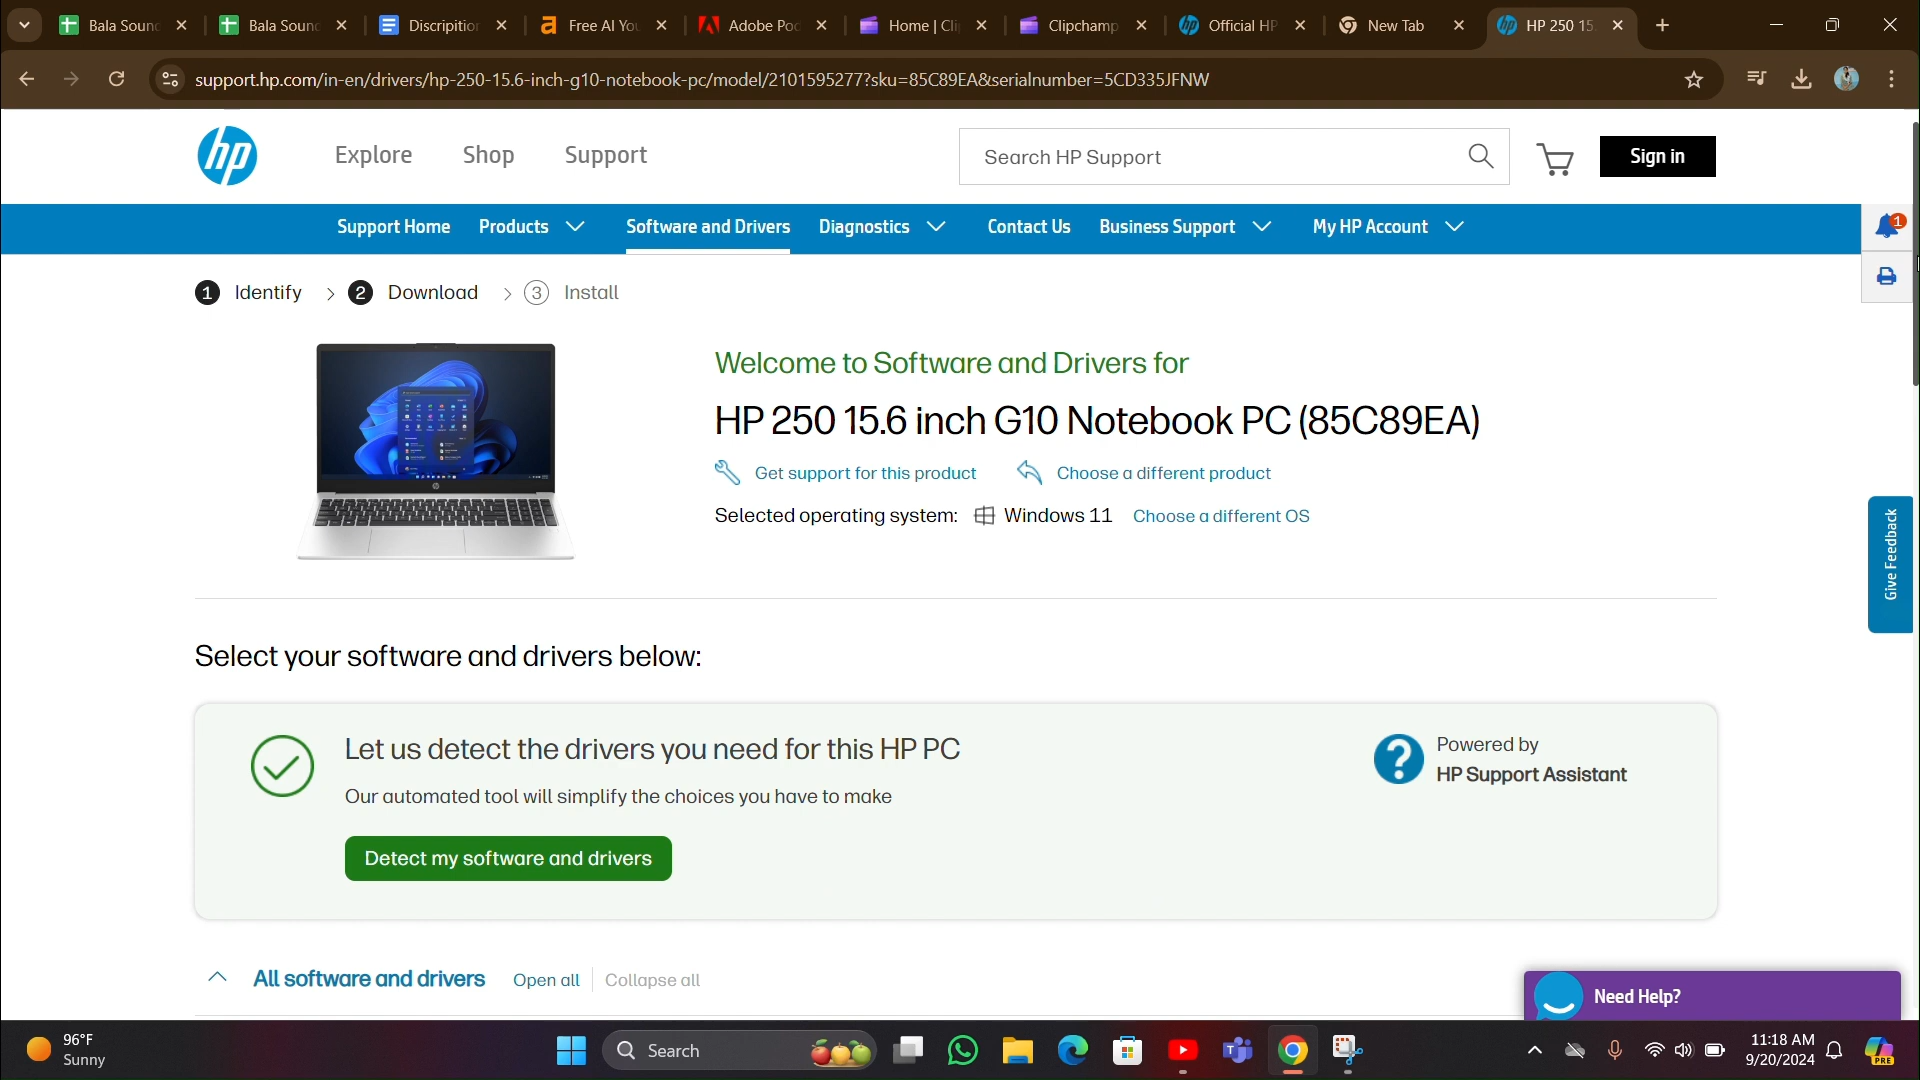 Bala Soun
Bala Soun
Discripition
Free AI You
Adobe Pod
Home | Cli
Clipchamp
Official HP
New Tab
HP 250 15.
support.hp.com/in-en/drivers/hp-250-15.6-inch-g10-notebook-pc/model/2101595277?sku=85C89EA&serialnumber=5CD335JFNW
hp
Explore
Shop
Support
Search HP Support
Sign in
Support Home
Products
Software and Drivers
Diagnostics
Contact Us
Business Support
My HP Account
1
1 Identify
2 Download
3 Install
Welcome to Software and Drivers for
HP 250 15.6 inch G10 Notebook PC (85C89EA)
Get support for this product
Choose a different product
Selected operating system: Windows 11 Choose a different OS
Give Feedback
Select your software and drivers below:
Let us detect the drivers you need for this HP PC
Our automated tool will simplify the choices you have to make
Detect my software and drivers
Powered by
HP Support Assistant
All software and drivers
Open all
Collapse all
Need Help?
96°F
Sunny
Search
11:18 AM
9/20/2024
PRE